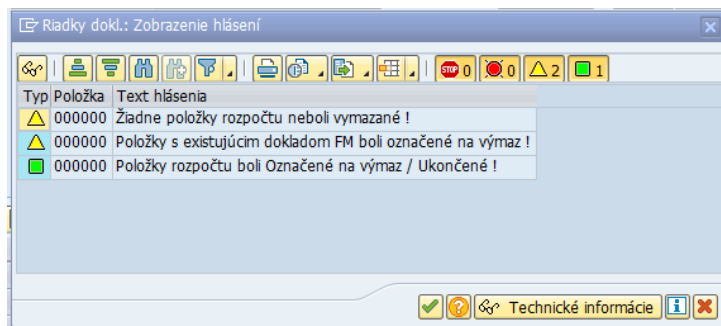 Riadky dokl.: Zobrazenie hlásení
STOP 0 0 2 1
Typ Položka Text hlásenia
000000 Žiadne položky rozpočtu neboli vymazané !
000000 Položky s existujúcim dokladom FM boli označené na výmaz !
000000 Položky rozpočtu boli Označené na výmaz / Ukončené !
Technické informácie